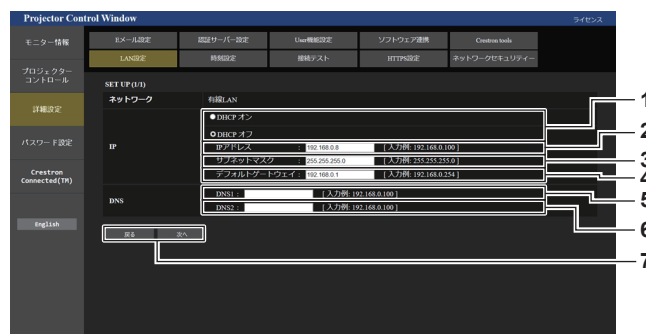 Projector Control Window
ライセンス
モニター情報
Eメール設定
認証サーバー設定
User機能設定
ソフトウェア連携
Crestron tools
LAN設定
時刻設定
接続テスト
HTTPS設定
ネットワークセキュリティー
プロジェクター
コントロール
詳細設定
パスワード設定
Crestron
Connected(TM)
English
SET UP (1/1)
ネットワーク 有線LAN
IP
DHCP オン
DHCP オフ
IPアドレス : 192.168.0.8 [ 入力例: 192.168.0.100 ]
サブネットマスク : 255.255.255.0 [ 入力例: 255.255.255.0 ]
デフォルトゲートウェイ : 192.168.0.1 [ 入力例: 192.168.0.254 ]
DNS
DNS1 : [ 入力例: 192.168.0.100 ]
DNS2 : [ 入力例: 192.168.0.100 ]
戻る 次へ
1
2
3
4
5
6
7